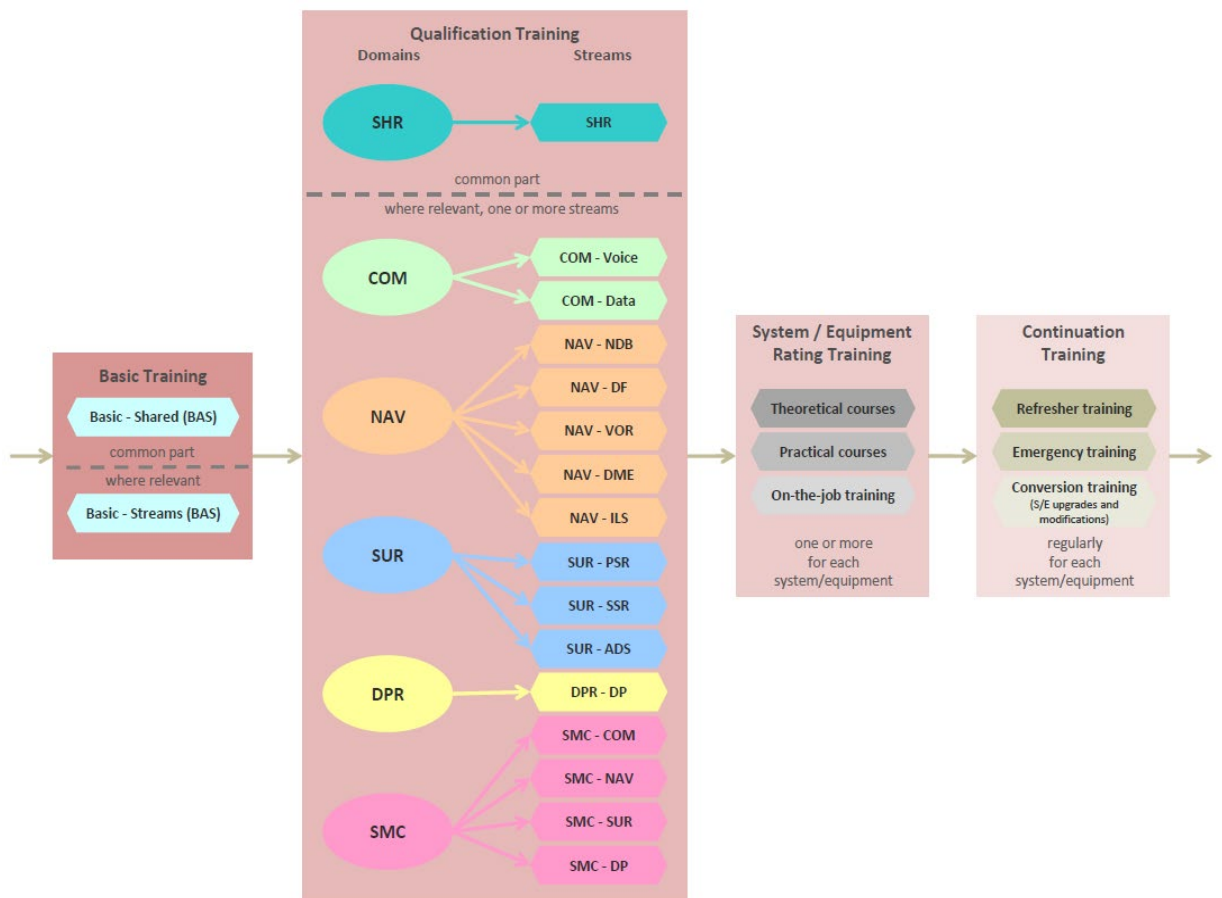 Basic Training
Basic - Shared (BAS)
common part
where relevant
Basic - Streams (BAS)
Qualification Training
Domains
Streams
SHR
SHR
common part
where relevant, one or more streams
COM
COM - Voice
COM - Data
NAV
NAV - NDB
NAV - DF
NAV - VOR
NAV - DME
NAV - ILS
SUR
SUR - PSR
SUR - SSR
SUR - ADS
DPR
DPR - DP
SMC
SMC - COM
SMC - NAV
SMC - SUR
SMC - DP
System / Equipment
Rating Training
Theoretical courses
Practical courses
On-the-job training
one or more
for each
system/equipment
Continuation
Training
Refresher training
Emergency training
Conversion training
(S/E upgrades and
modifications)
regularly
for each
system/equipment